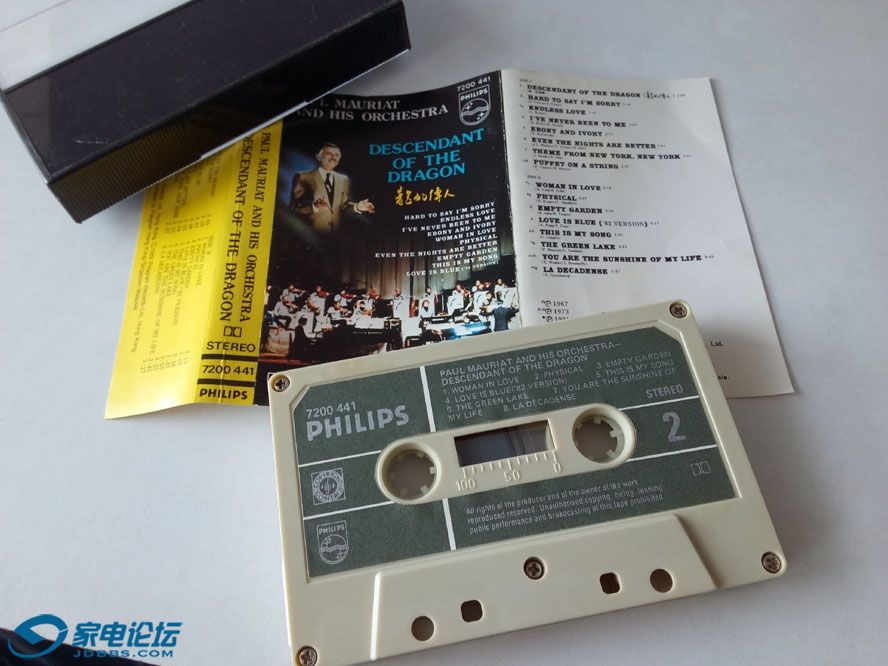 PAUL MAURIAT AND HIS ORCHESTRA
DESCENDANT OF THE DRAGON
STEREO
7200 441
PHILIPS
PAUL MAURIAT
AND HIS ORCHESTRA
7200 441
PHILIPS
DESCENDANT
OF THE
DRAGON
HARD TO SAY I'M SORRY
ENDLESS LOVE
I'VE NEVER BEEN TO ME
EBONY AND IVORY
WOMAN IN LOVE
PHYSICAL
EVEN THE NIGHTS ARE BETTER
EMPTY GARDEN
THIS IS MY SONG
LOVE IS BLUE ('82 VERSION)
DESCENDANT OF THE DRAGON
HARD TO SAY I'M SORRY
ENDLESS LOVE
I'VE NEVER BEEN TO ME
EBONY AND IVORY
EVEN THE NIGHTS ARE BETTER
THEME FROM NEW YORK, NEW YORK
PUPPET ON A STRING
WOMAN IN LOVE
PHYSICAL
EMPTY GARDEN
LOVE IS BLUE ('82 VERSION)
THIS IS MY SONG
THE GREEN LAKE
YOU ARE THE SUNSHINE OF MY LIFE
LA DECADENSE
℗ 1967
℗ 1973
7200 441
PHILIPS
PAUL MAURIAT AND HIS ORCHESTRA—
DESCENDANT OF THE DRAGON
1. WOMAN IN LOVE 2. PHYSICAL 3. EMPTY GARDEN
4. LOVE IS BLUE('82 VERSION) 5. THIS IS MY SONG
6. THE GREEN LAKE 7. YOU ARE THE SUNSHINE OF
MY LIFE 8. LA DECADENSE
STEREO
2
100 50 0
PHILIPS
All rights of the producer and of the owner of the work
reproduced reserved. Unauthorised copying, hiring, lending,
public performance and broadcasting of this tape prohibited.
家电论坛
JDBBS.COM